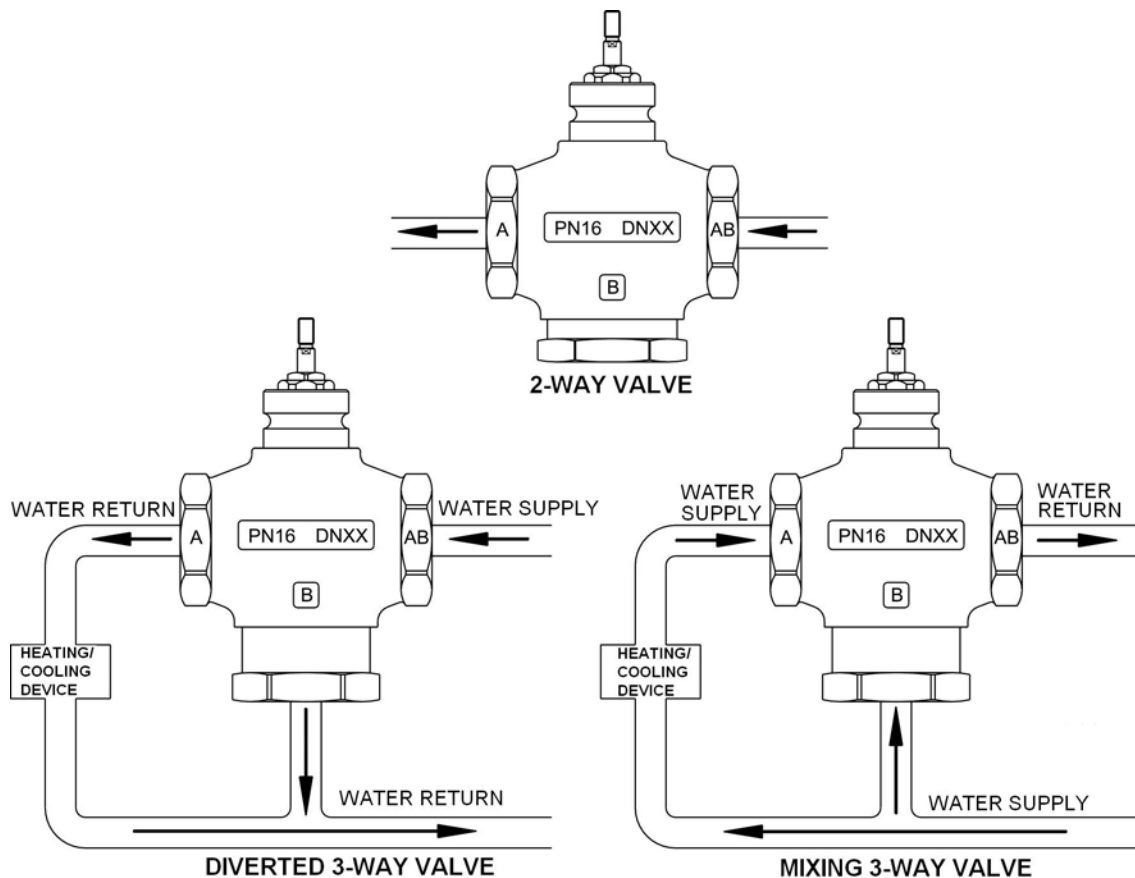 A
PN16 DNXX
AB
B
2-WAY VALVE
WATER RETURN
WATER SUPPLY
A
PN16 DNXX
AB
B
HEATING/
COOLING
DEVICE
WATER RETURN
DIVERTED 3-WAY VALVE
WATER
SUPPLY
WATER
RETURN
A
PN16 DNXX
AB
B
HEATING/
COOLING
DEVICE
WATER SUPPLY
MIXING 3-WAY VALVE